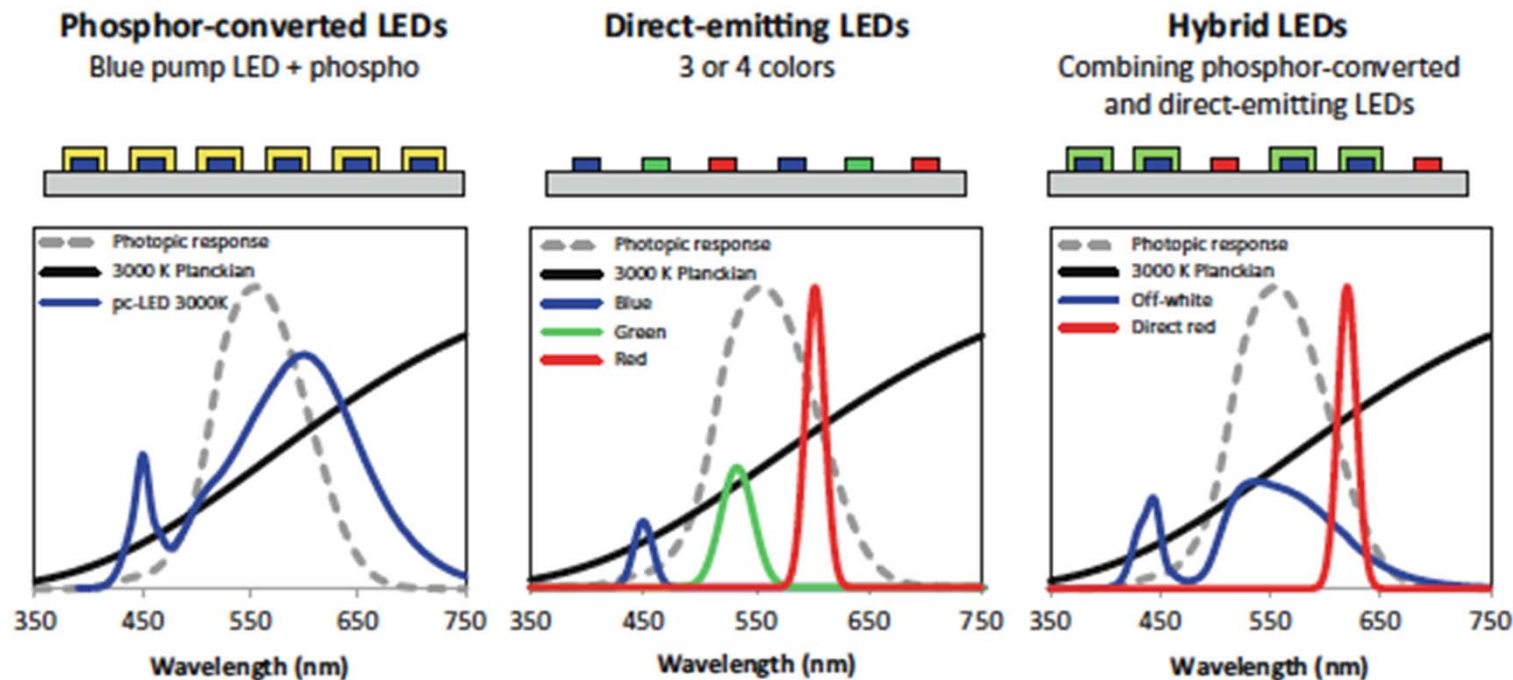 Phosphor-converted LEDs
Blue pump LED + phospho
Photopic response
3000 K Planckian
pc-LED 3000K
350 450 550 650 750
Wavelength (nm)
Direct-emitting LEDs
3 or 4 colors
Photopic response
3000 K Planckian
Blue
Green
Red
350 450 550 650 750
Wavelength (nm)
Hybrid LEDs
Combining phosphor-converted
and direct-emitting LEDs
Photopic response
3000 K Planckian
Off-white
Direct red
350 450 550 650 750
Wavelength (nm)